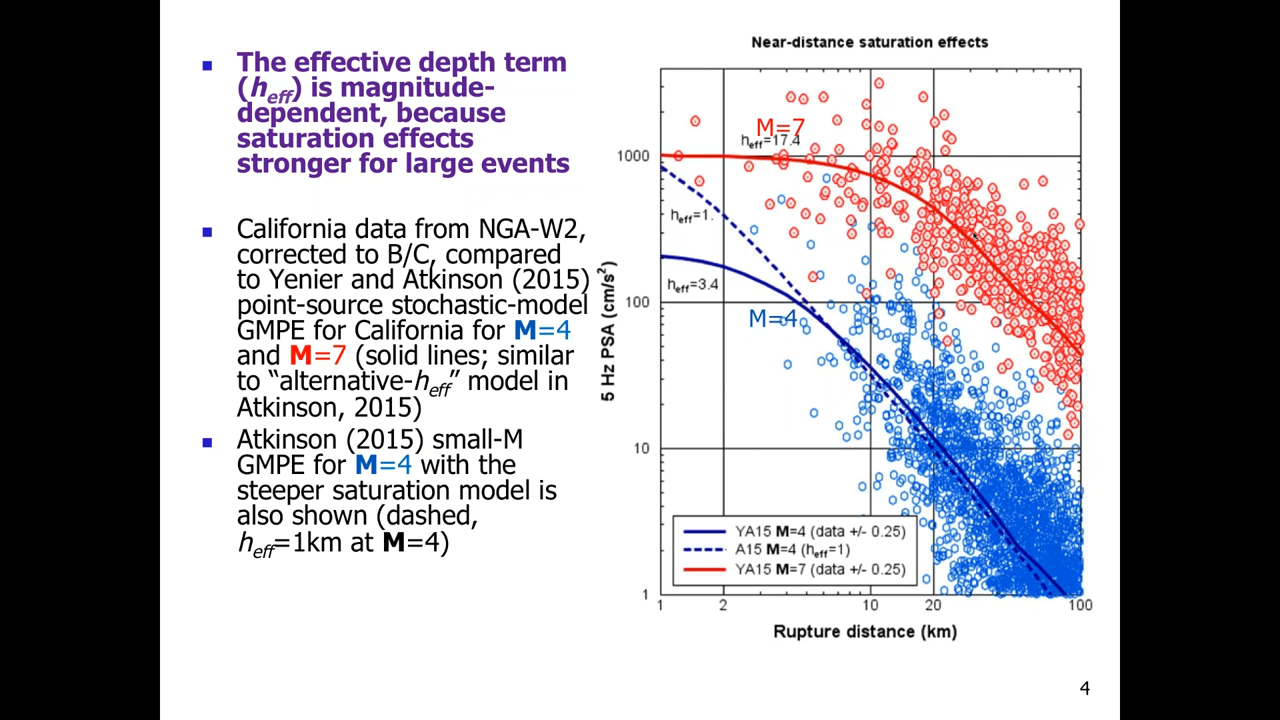 The effective depth term
(heff) is magnitude-
dependent, because
saturation effects
stronger for large events
California data from NGA-W2,
corrected to B/C, compared
to Yenier and Atkinson (2015)
point-source stochastic-model
GMPE for California for M=4
and M=7 (solid lines; similar
to “alternative-heff” model in
Atkinson, 2015)
Atkinson (2015) small-M
GMPE for M=4 with the
steeper saturation model is
also shown (dashed,
heff=1km at M=4)
Near-distance saturation effects
M=7
heff=17.4
heff=1.
heff=3.4
M=4
5 Hz PSA (cm/s²)
1000
100
10
1
YA15 M=4 (data +/- 0.25)
A15 M=4 (heff=1)
YA15 M=7 (data +/- 0.25)
1 2 10 20 100
Rupture distance (km)
4